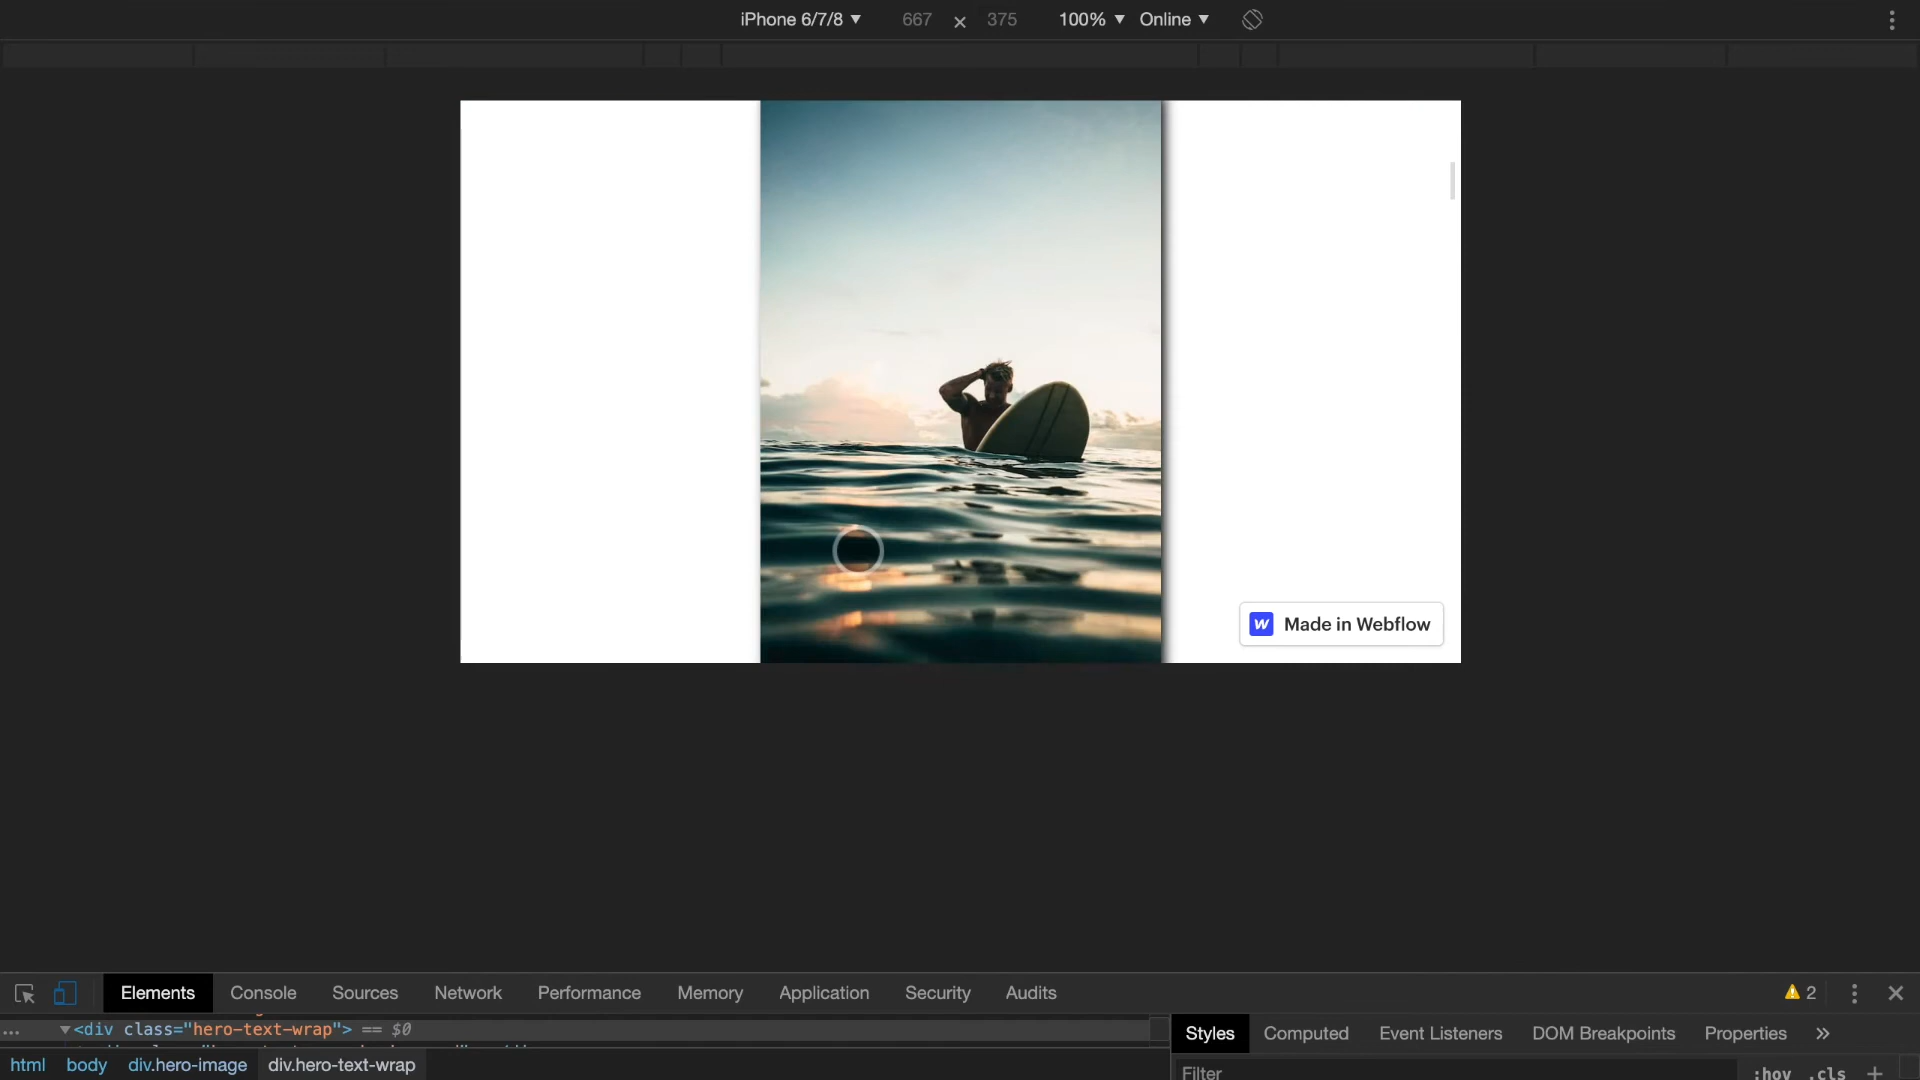 iPhone 6/7/8 ▼ 667 × 375 100% ▼ Online ▼
W Made in Webflow
Elements Console Sources Network Performance Memory Application Security Audits 2
... ▼<div class="hero-text-wrap"> == $0
html body div.hero-image div.hero-text-wrap
Styles Computed Event Listeners DOM Breakpoints Properties »
Filter :hov .cls +